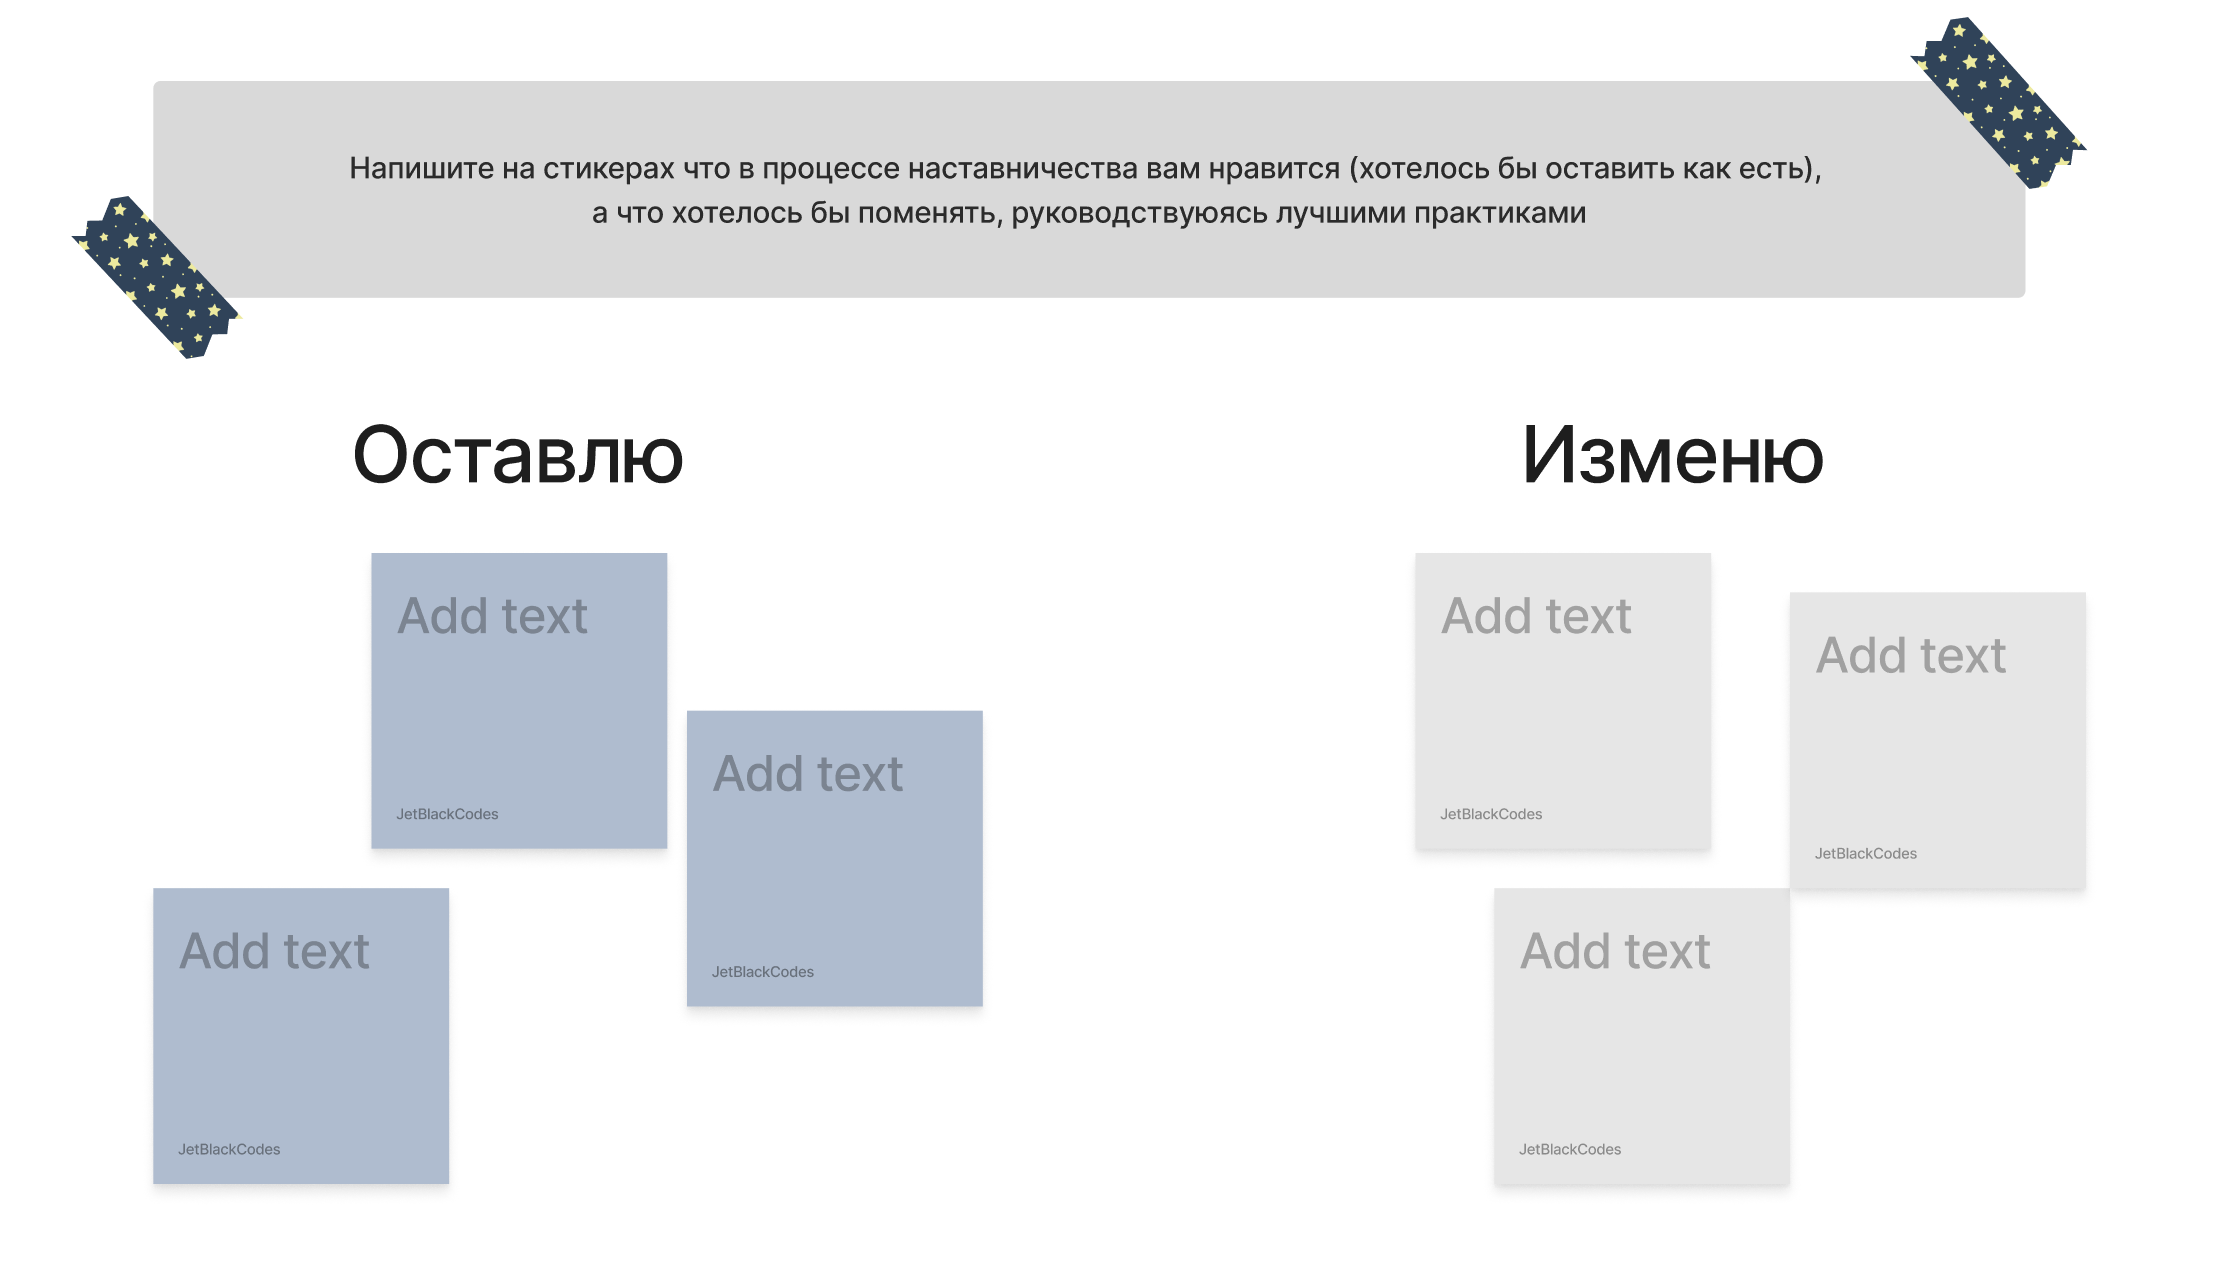 Напишите на стикерах что в процессе наставничества вам нравится (хотелось бы оставить как есть),
а что хотелось бы поменять, руководствуюясь лучшими практиками
Оставлю
Add text
JetBlackCodes
Add text
JetBlackCodes
Add text
JetBlackCodes
Изменю
Add text
JetBlackCodes
Add text
JetBlackCodes
Add text
JetBlackCodes